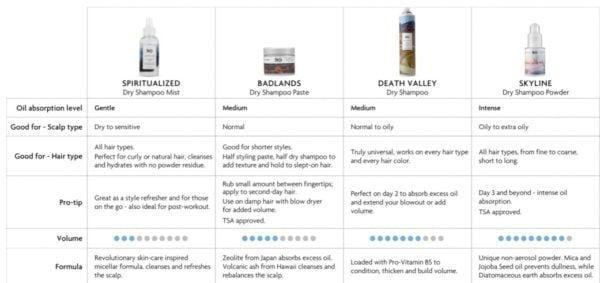 SPIRITUALIZED
Dry Shampoo Mist
BADLANDS
Dry Shampoo Paste
DEATH VALLEY
Dry Shampoo
SKYLINE
Dry Shampoo Powder
Oil absorption level
Gentle
Medium
Medium
Intense
Good for - Scalp type
Dry to sensitive
Normal
Normal to oily
Oily to extra oily
Good for - Hair type
All hair types.
Perfect for curly or natural hair, cleanses
and hydrates with no powder residue.
Good for shorter styles.
Half styling paste, half dry shampoo to
add texture and hold to slept-on hair.
Truly universal, works on every hair type
and every hair color.
All hair types, from fine to coarse,
short to long.
Pro-tip
Great as a style refresher and for those
on the go - also ideal for post-workout.
Rub small amount between fingertips;
apply to second-day hair.
Use on damp hair with blow dryer
for added volume.
TSA approved.
Perfect on day 2 to absorb excess oil
and extend your blowout or add
volume.
Day 3 and beyond - intense oil
absorption.
TSA approved.
Volume
Formula
Revolutionary skin-care inspired
micellar formula, cleanses and refreshes
the scalp.
Zeolite from Japan absorbs excess oil.
Volcanic ash from Hawaii cleanses and
rebalances the scalp.
Loaded with Pro-Vitamin B5 to
condition, thicken and build volume.
Unique non-aerosol powder. Mica and
Jojoba Seed oil prevents dullness, while
Diatomaceous earth absorbs excess oil.